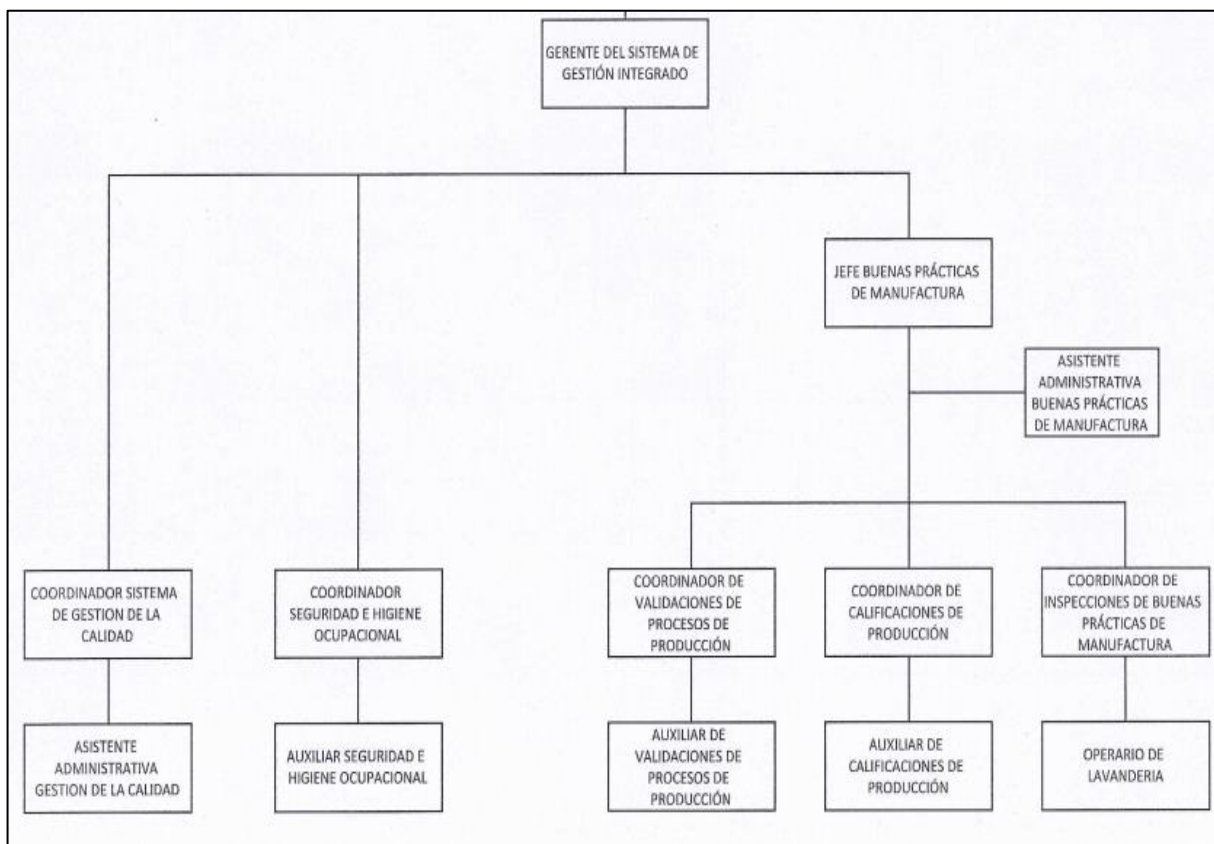 GERENTE DEL SISTEMA DE
GESTIÓN INTEGRADO
JEFE BUENAS PRÁCTICAS
DE MANUFACTURA
ASISTENTE
ADMINISTRATIVA
BUENAS PRÁCTICAS
DE MANUFACTURA
COORDINADOR SISTEMA
DE GESTION DE LA
CALIDAD
COORDINADOR
SEGURIDAD E HIGIENE
OCUPACIONAL
COORDINADOR DE
VALIDACIONES DE
PROCESOS DE
PRODUCCIÓN
COORDINADOR DE
CALIFICACIONES DE
PRODUCCIÓN
COORDINADOR DE
INSPECCIONES DE BUENAS
PRÁCTICAS DE
MANUFACTURA
ASISTENTE
ADMINISTRATIVA
GESTION DE LA CALIDAD
AUXILIAR SEGURIDAD E
HIGIENE OCUPACIONAL
AUXILIAR DE
VALIDACIONES DE
PROCESOS DE
PRODUCCIÓN
AUXILIAR DE
CALIFICACIONES DE
PRODUCCIÓN
OPERARIO DE
LAVANDERIA